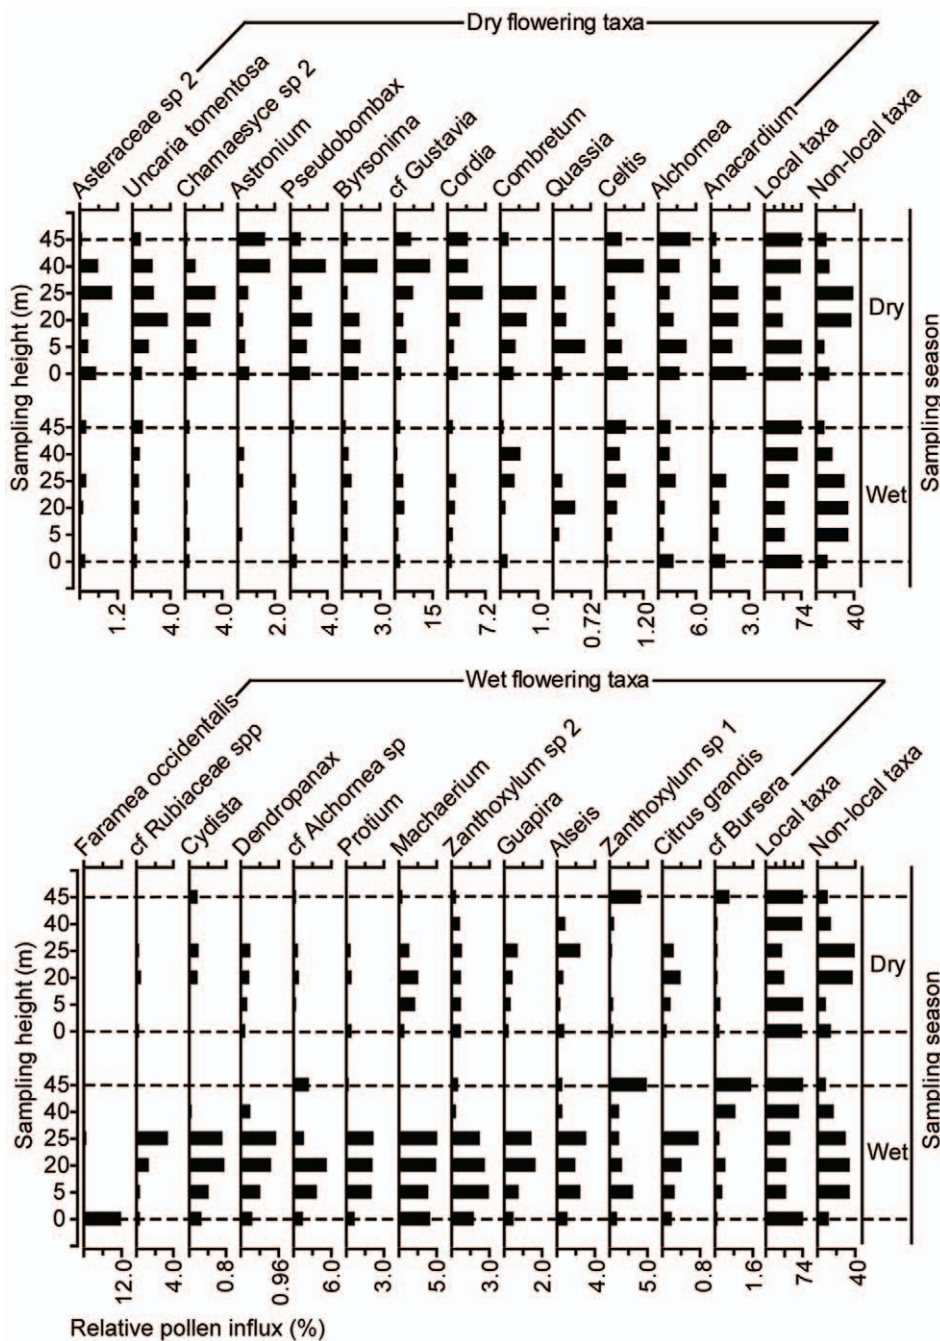 Dry flowering taxa
Asteraceae sp 2
Uncaria tomentosa
Chamaesyce sp 2
Astronium
Pseudobombax
Byrsonima
cf Gustavia
Cordia
Combretum
Quassia
Celtis
Alchornea
Anacardium
Local taxa
Non-local taxa
Sampling height (m)
45
40
25
20
5
0
45
40
25
20
5
0
Dry
Wet
Sampling season
1.2
4.0
4.0
2.0
4.0
3.0
15
7.2
1.0
0.72
1.20
6.0
3.0
74
40
Wet flowering taxa
Faramea occidentalis
cf Rubiaceae spp
Cydista
Dendropanax
cf Alchornea sp
Protium
Machaerium
Zanthoxylum sp 2
Guapira
Alseis
Zanthoxylum sp 1
Citrus grandis
cf Bursera
Local taxa
Non-local taxa
Sampling height (m)
45
40
25
20
5
0
45
40
25
20
5
0
Dry
Wet
Sampling season
12.0
4.0
0.8
0.96
6.0
5.0
3.0
2.0
4.0
5.0
0.8
1.6
74
40
Relative pollen influx (%)